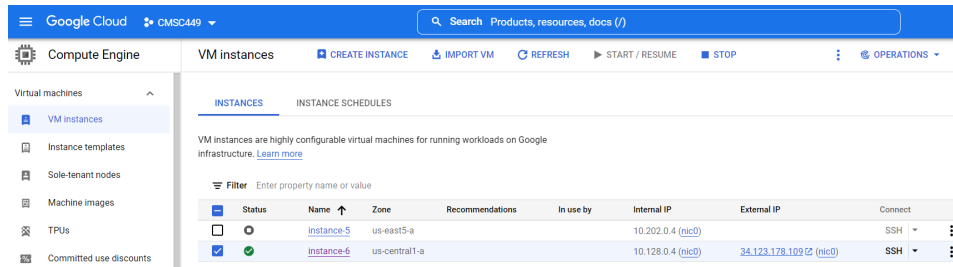 Google Cloud CMSC449 Search Products, resources, docs (/)
Compute Engine VM instances CREATE INSTANCE IMPORT VM REFRESH START / RESUME STOP OPERATIONS
Virtual machines
INSTANCES INSTANCE SCHEDULES
VM instances
VM instances are highly configurable virtual machines for running workloads on Google
Instance templates
infrastructure. Learn more
Sole-tenant nodes
Filter Enter property name or value
Machine images
Status Name Zone Recommendations In use by Internal IP External IP Connect
TPUs
instance-5 us-east5-a 10.202.0.4 (nic0) SSH
Committed use discounts
instance-6 us-central1-a 10.128.0.4 (nic0) 34.123.178.109 (nic0) SSH